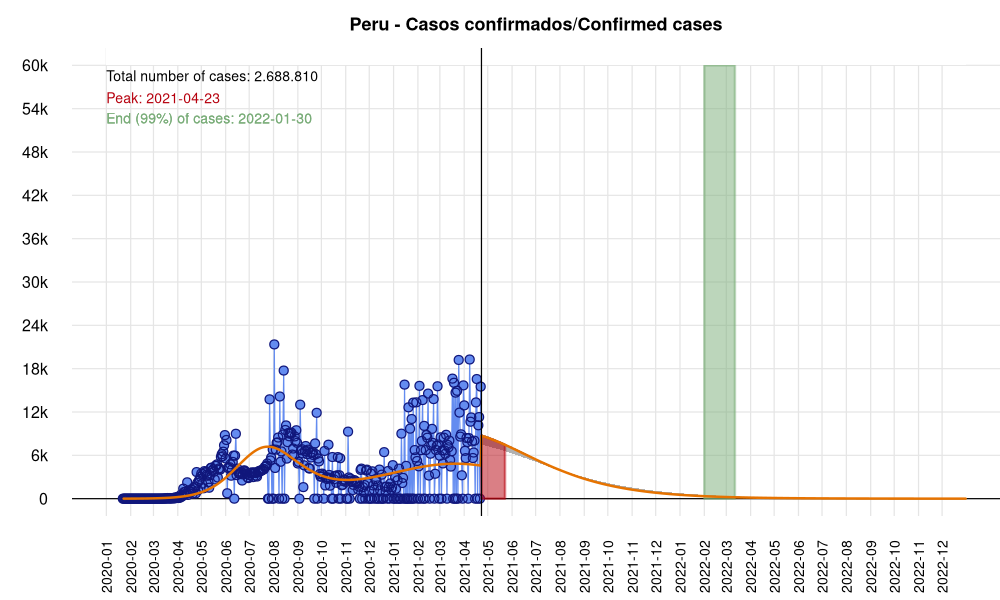 Peru - Casos confirmados/Confirmed cases
60k
Total number of cases: 2.688.810
Peak: 2021-04-23
End (99%) of cases: 2022-01-30
54k
48k
42k
36k
30k
24k
18k
12k
6k
0
2020-01
2020-02
2020-03
2020-04
2020-05
2020-06
2020-07
2020-08
2020-09
2020-10
2020-11
2020-12
2021-01
2021-02
2021-03
2021-04
2021-05
2021-06
2021-07
2021-08
2021-09
2021-10
2021-11
2021-12
2022-01
2022-02
2022-03
2022-04
2022-05
2022-06
2022-07
2022-08
2022-09
2022-10
2022-11
2022-12